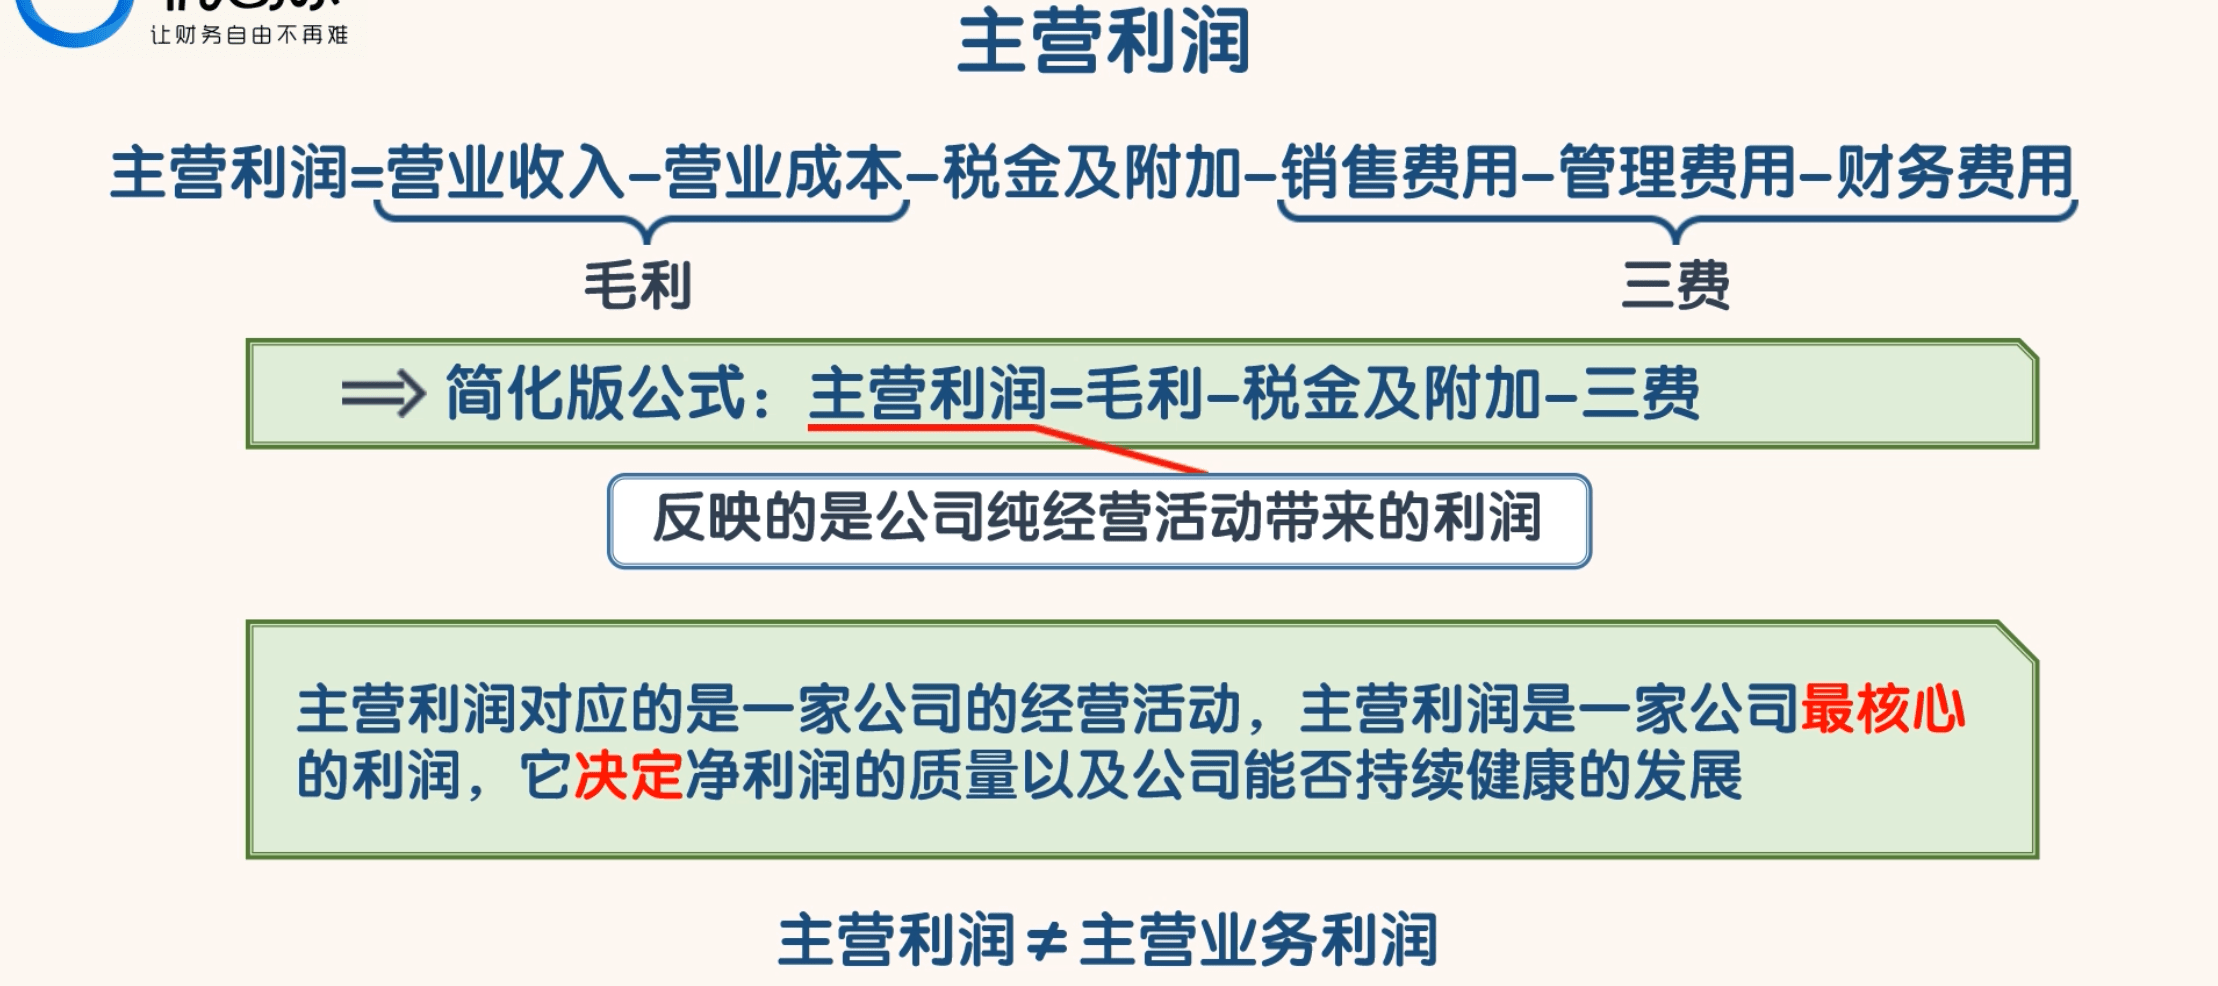 让财务自由不再难
主营利润
主营利润=营业收入-营业成本-税金及附加-销售费用-管理费用-财务费用
毛利
三费
简化版公式：主营利润=毛利-税金及附加-三费
反映的是公司纯经营活动带来的利润
主营利润对应的是一家公司的经营活动，主营利润是一家公司最核心
的利润，它决定净利润的质量以及公司能否持续健康的发展
主营利润≠主营业务利润